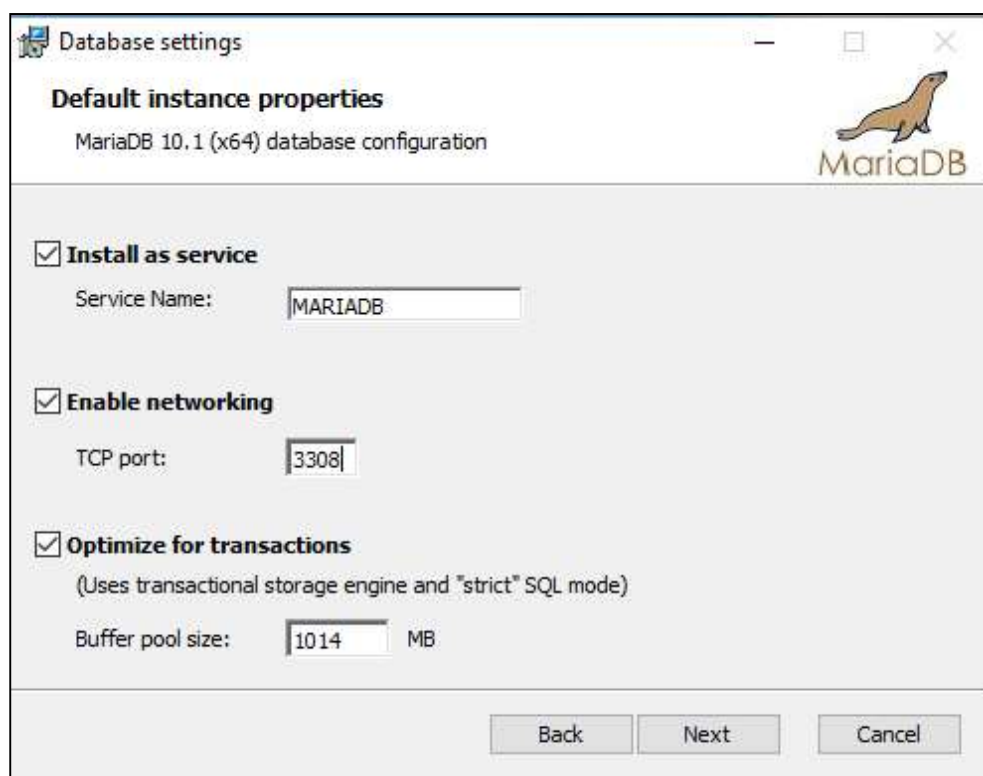 Database settings
Default instance properties
MariaDB 10.1 (x64) database configuration
MariaDB
Install as service
Service Name: MARIADB
Enable networking
TCP port: 3308
Optimize for transactions
(Uses transactional storage engine and "strict" SQL mode)
Buffer pool size: 1014 MB
Back Next Cancel